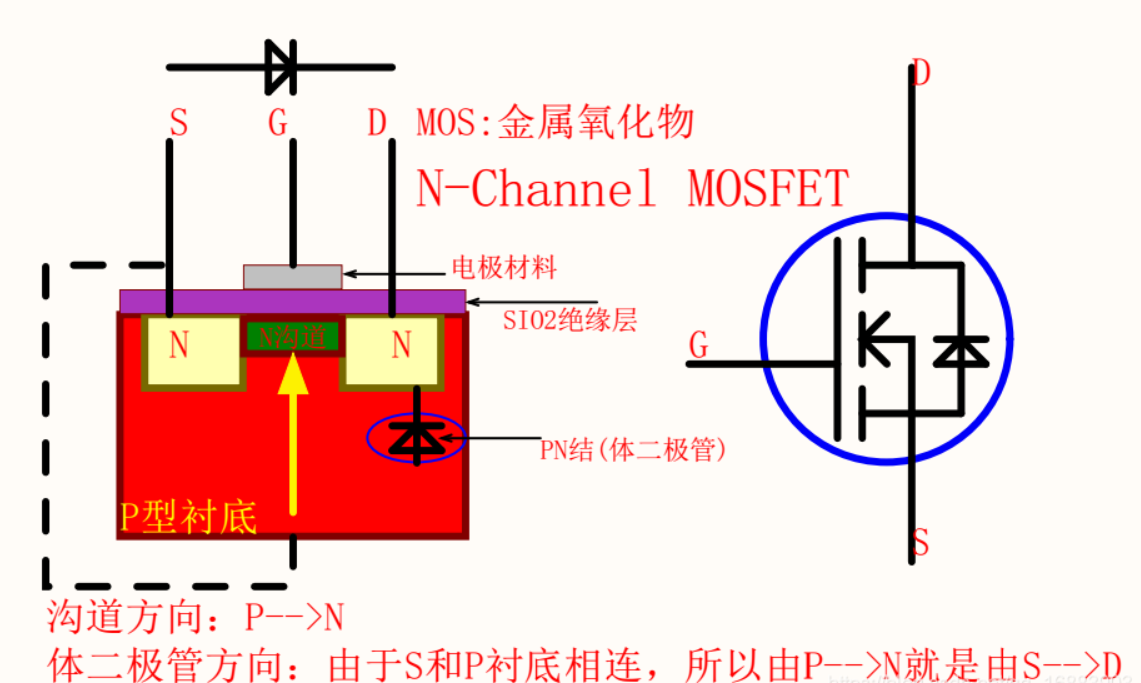 D
S G D MOS:金属氧化物
N-Channel MOSFET
电极材料
SIO2绝缘层
N N沟道 N
G
PN结(体二极管)
P型衬底
S
沟道方向: P-->N
体二极管方向: 由于S和P衬底相连, 所以由P-->N就是由S-->D